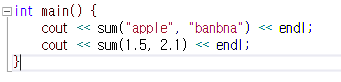 int main() {
cout << sum("apple", "banbna") << endl;
cout << sum(1.5, 2.1) << endl;
}